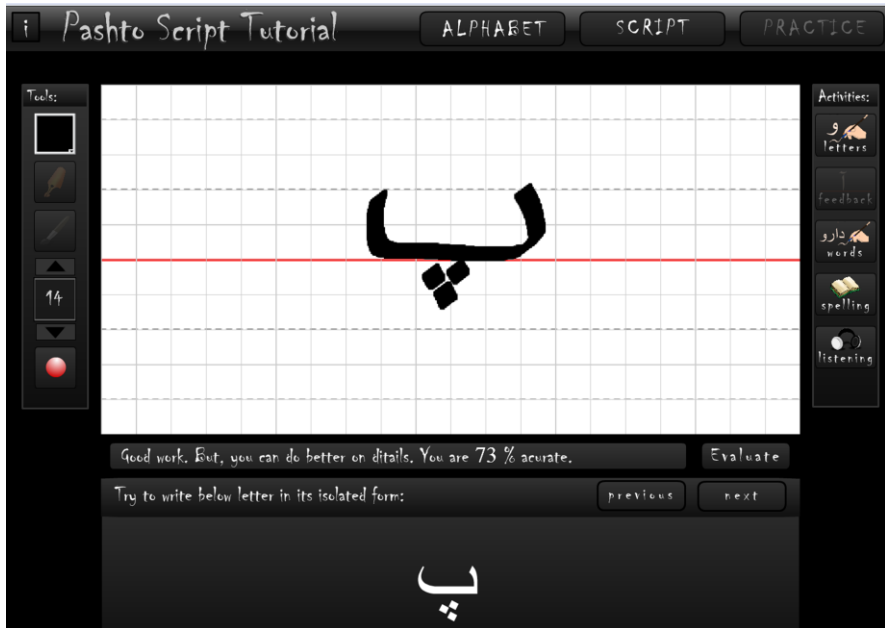 i Pashto Script Tutorial ALPHABET SCRIPT PRACTICE
Tools:
14
پ
Activities:
و
letters
آ
feedback
دارو
words
spelling
listening
Good work. But, you can do better on ditails. You are 73 % acurate. Evaluate
Try to write below letter in its isolated form: previous next
پ